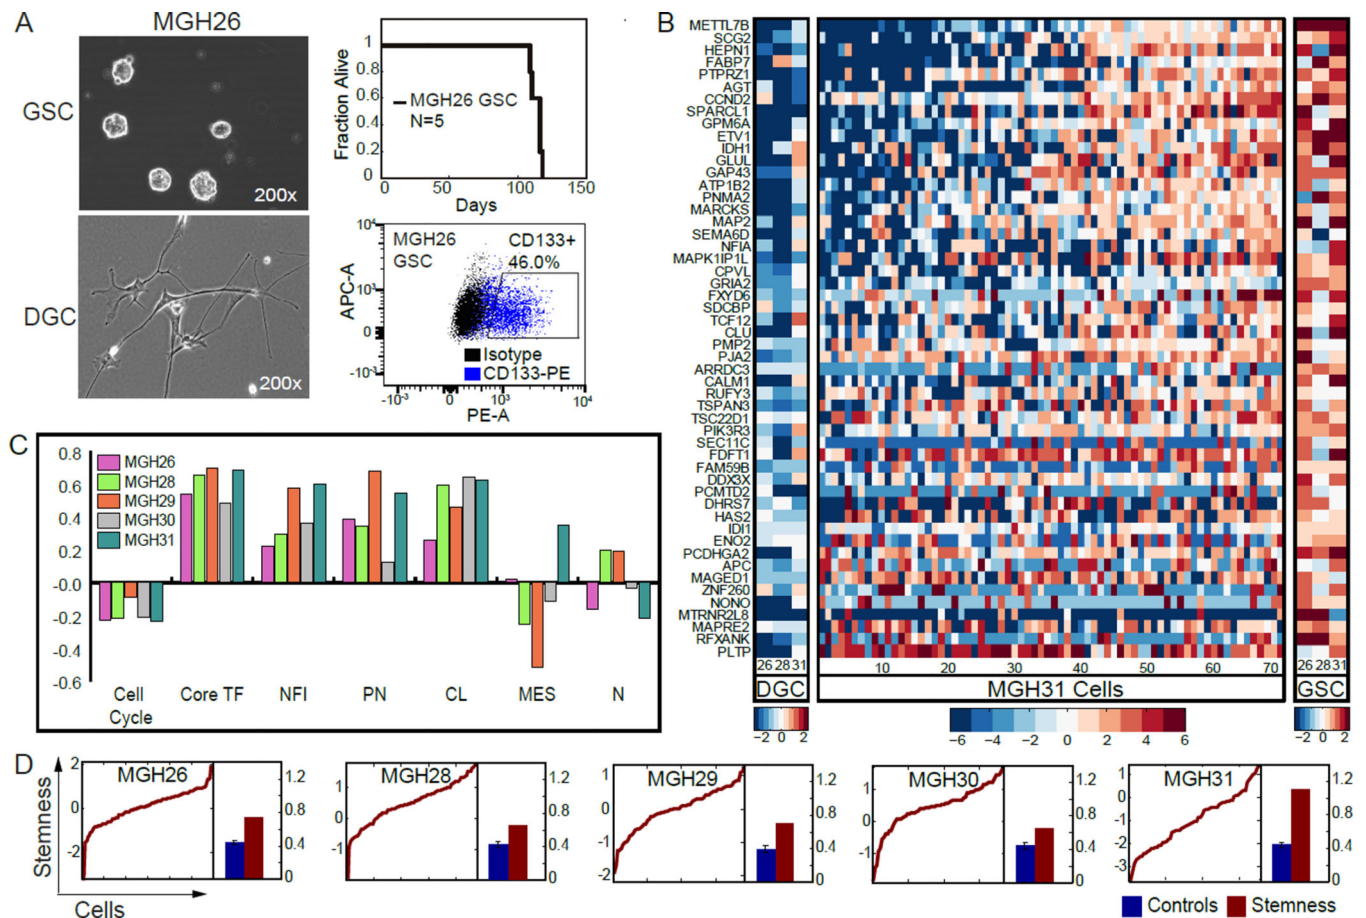 A
MGH26
GSC
200x
DGC
200x
Fraction Alive
1
0.8
0.6
0.4
0.2
0
MGH26 GSC
N=5
0
50
100
150
Days
MGH26
GSC
CD133+
46.0%
APC-A
10⁴
10³
0
-10³
Isotype
CD133-PE
-10³
0
10³
10⁴
PE-A
B
METTL7B
SCG2
HEPN1
FABP7
PTPRZ1
AGT
CCND2
SPARCL1
GPM6A
ETV1
IDH1
GLUL
GAP43
ATP1B2
PNMA2
MARCKS
MAP2
SEMA6D
NFIA
MAPK1IP1L
CPVL
GRIA2
FXYD6
SDCBP
TCF12
CLU
PMP2
PJA2
ARRDC3
CALM1
RUFY3
TSPAN3
TSC22D1
PIK3R3
SEC11C
FDFT1
FAM59B
DDX3X
PCMTD2
DHRS7
HAS2
IDI1
ENO2
PCDHGA2
APC
MAGED1
ZNF260
NONO
MTRNR2L8
MAPRE2
RFXANK
PLTP
26 28 31
10 20 30 40 50 60 70
26 28 31
DGC
MGH31 Cells
GSC
-2 0 2
-6 -4 -2 0 2 4 6
-2 0 2
C
0.8
0.6
0.4
0.2
-0.0
-0.2
-0.4
-0.6
MGH26
MGH28
MGH29
MGH30
MGH31
Cell Core TF NFI PN CL MES N
Cycle
D
Stemness
Cells
MGH26
2
0
-2
1.2
0.8
0.4
0
MGH28
1
0
-1
1.2
0.8
0.4
0
MGH29
1
0
-1
-2
1.2
0.8
0.4
0
MGH30
1
0
-1
1.2
0.8
0.4
0
MGH31
1
0
-1
-2
-3
1.2
0.8
0.4
0
Controls
Stemness